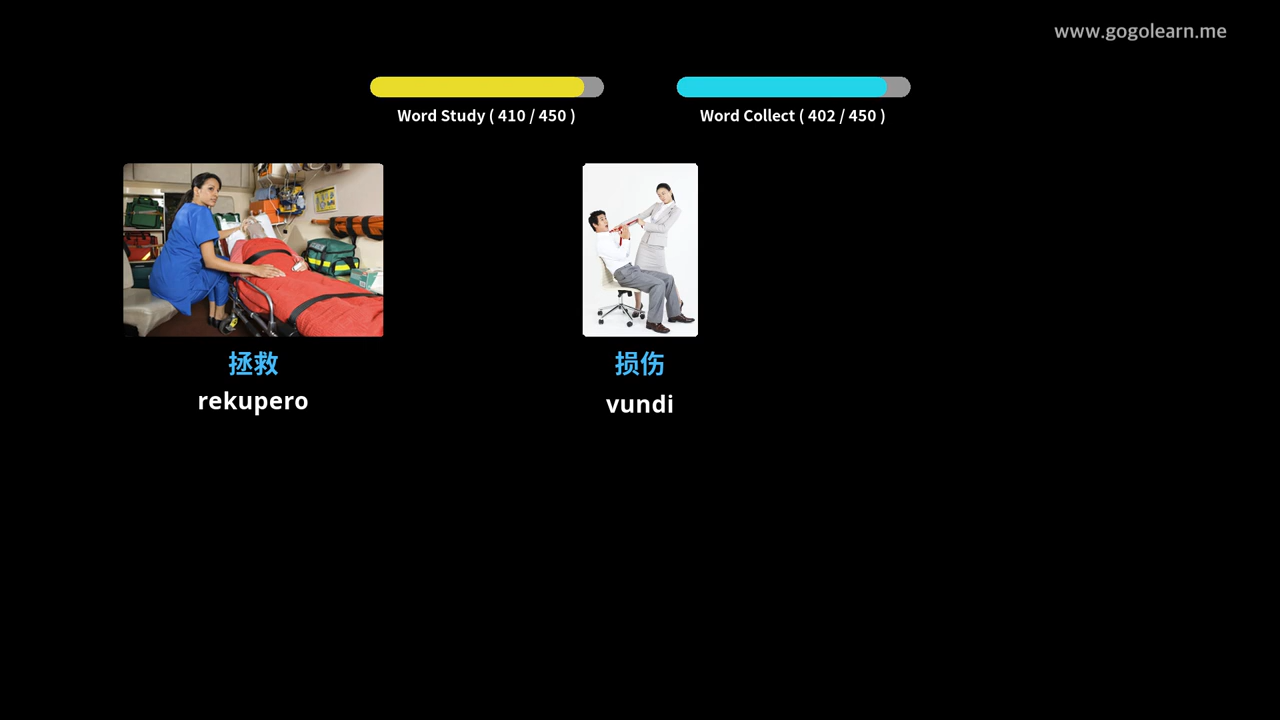 www.gogolearn.me
Word Study ( 410 / 450 )
Word Collect ( 402 / 450 )
拯救
rekupero
损伤
vundi